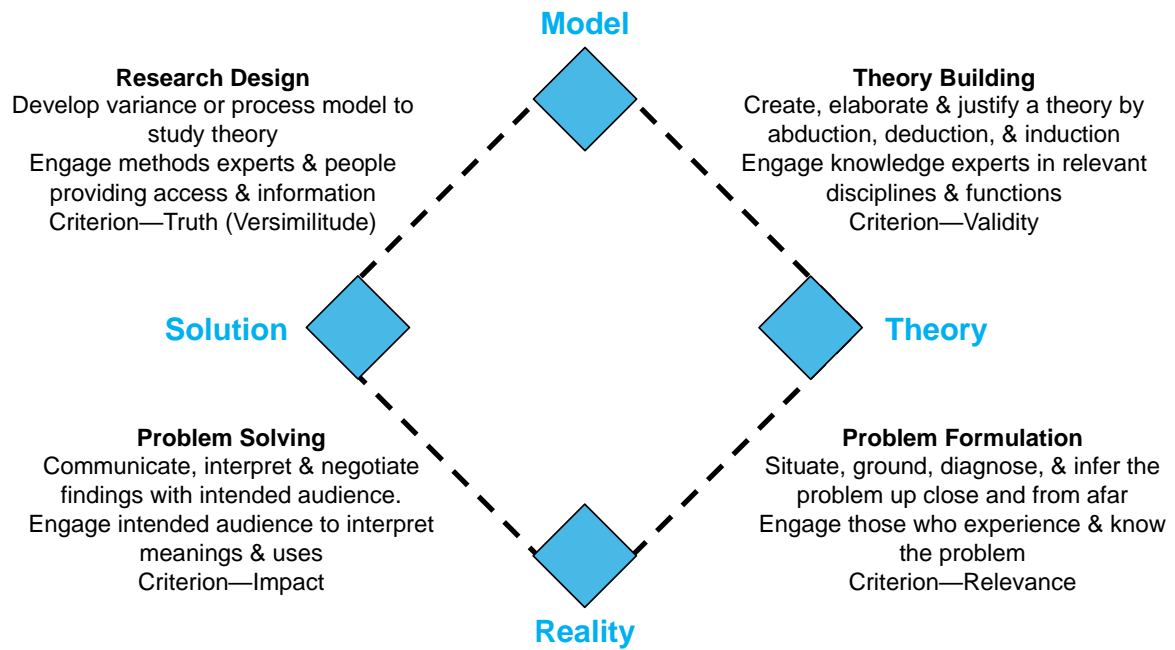 Model
Research Design
Develop variance or process model to
study theory
Engage methods experts & people
providing access & information
Criterion—Truth (Versimilitude)
Theory Building
Create, elaborate & justify a theory by
abduction, deduction, & induction
Engage knowledge experts in relevant
disciplines & functions
Criterion—Validity
Solution
Theory
Problem Solving
Communicate, interpret & negotiate
findings with intended audience.
Engage intended audience to interpret
meanings & uses
Criterion—Impact
Problem Formulation
Situate, ground, diagnose, & infer the
problem up close and from afar
Engage those who experience & know
the problem
Criterion—Relevance
Reality